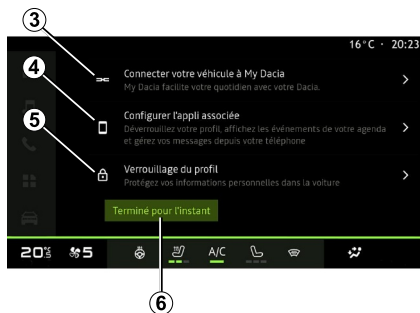 3
16°C · 20:23
Connecter votre véhicule à My Dacia
My Dacia facilite votre quotidien avec votre Dacia.
4
Configurer l'appli associée
Déverrouillez votre profil, affichez les événements de votre agenda
et gérez vos messages depuis votre téléphone
5
Verrouillage du profil
Protégez vos informations personnelles dans la voiture
Terminé pour l'instant
20°5 5 A/C
6